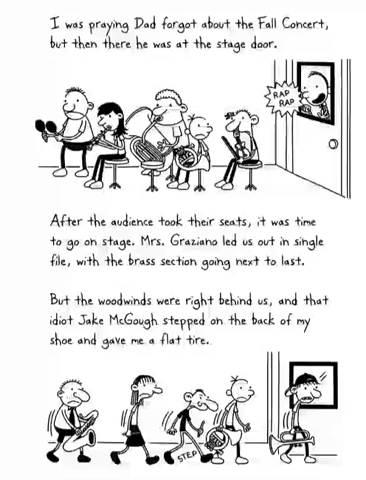 I was praying Dad forgot about the Fall Concert,
but then there he was at the stage door.
RAP
RAP
After the audience took their seats, it was time
to go on stage. Mrs. Graziano led us out in single
file, with the brass section going next to last.
But the woodwinds were right behind us, and that
idiot Jake McGough stepped on the back of my
shoe and gave me a flat tire.
STEP